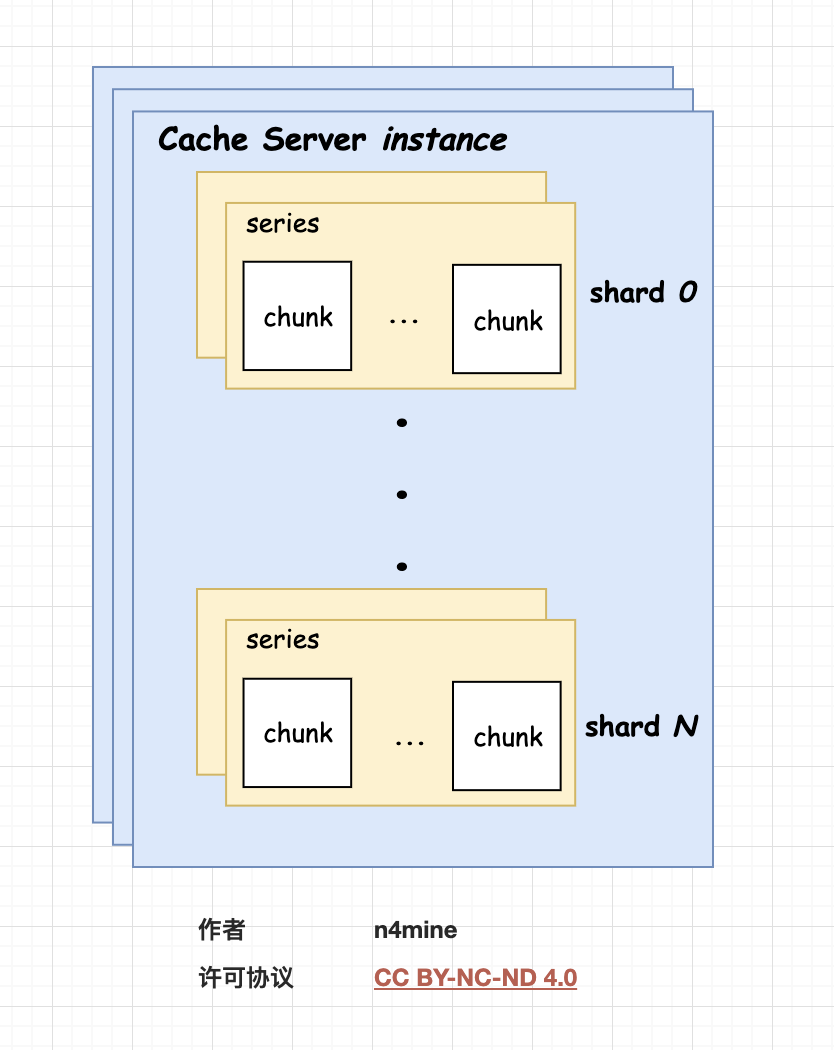 Cache Server instance
series
chunk ... chunk
shard 0
series
chunk ... chunk
shard N
作者 n4mine
许可协议 CC BY-NC-ND 4.0